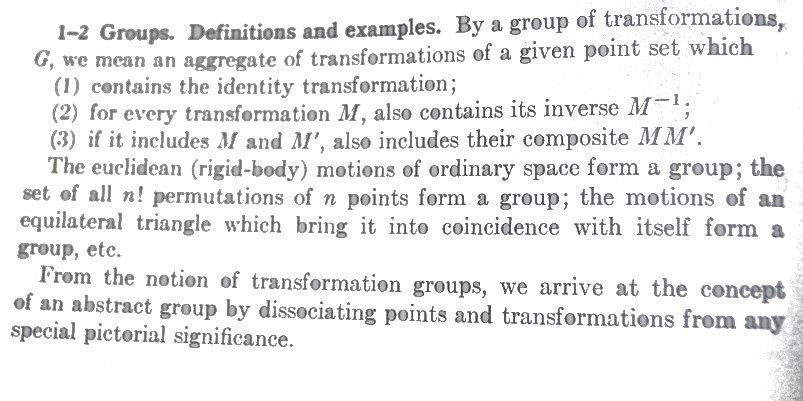 1–2 Groups. Definitions and examples. By a group of transformations,
G, we mean an aggregate of transformations of a given point set which
(1) contains the identity transformation;
(2) for every transformation M, also contains its inverse M⁻¹;
(3) if it includes M and M′, also includes their composite MM′.
The euclidean (rigid-body) motions of ordinary space form a group; the
set of all n! permutations of n points form a group; the motions of an
equilateral triangle which bring it into coincidence with itself form a
group, etc.
From the notion of transformation groups, we arrive at the concept
of an abstract group by dissociating points and transformations from any
special pictorial significance.